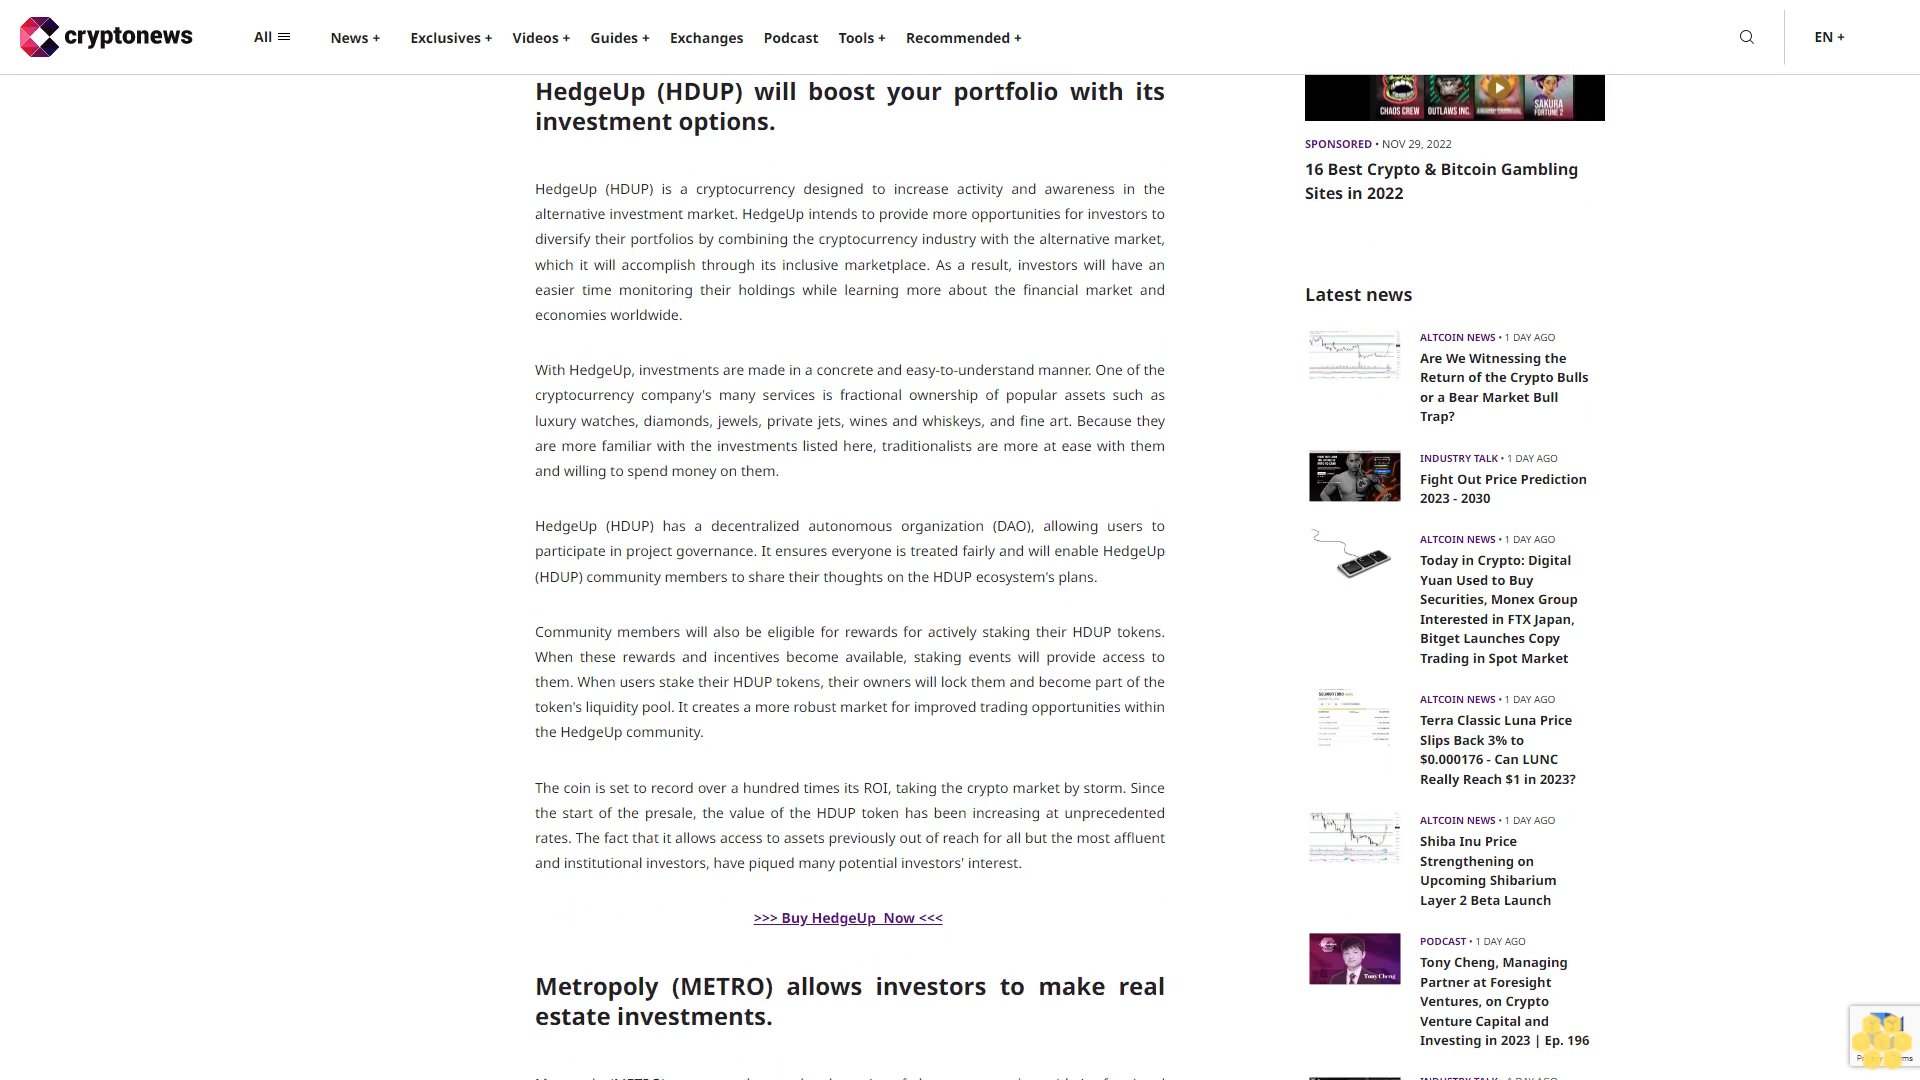 cryptonews
All
News +
Exclusives +
Videos +
Guides +
Exchanges
Podcast
Tools +
Recommended +
EN +
HedgeUp (HDUP) will boost your portfolio with its
investment options.
HedgeUp (HDUP) is a cryptocurrency designed to increase activity and awareness in the
alternative investment market. HedgeUp intends to provide more opportunities for investors to
diversify their portfolios by combining the cryptocurrency industry with the alternative market,
which it will accomplish through its inclusive marketplace. As a result, investors will have an
easier time monitoring their holdings while learning more about the financial market and
economies worldwide.
With HedgeUp, investments are made in a concrete and easy-to-understand manner. One of the
cryptocurrency company's many services is fractional ownership of popular assets such as
luxury watches, diamonds, jewels, private jets, wines and whiskeys, and fine art. Because they
are more familiar with the investments listed here, traditionalists are more at ease with them
and willing to spend money on them.
HedgeUp (HDUP) has a decentralized autonomous organization (DAO), allowing users to
participate in project governance. It ensures everyone is treated fairly and will enable HedgeUp
(HDUP) community members to share their thoughts on the HDUP ecosystem's plans.
Community members will also be eligible for rewards for actively staking their HDUP tokens.
When these rewards and incentives become available, staking events will provide access to
them. When users stake their HDUP tokens, their owners will lock them and become part of the
token's liquidity pool. It creates a more robust market for improved trading opportunities within
the HedgeUp community.
The coin is set to record over a hundred times its ROI, taking the crypto market by storm. Since
the start of the presale, the value of the HDUP token has been increasing at unprecedented
rates. The fact that it allows access to assets previously out of reach for all but the most affluent
and institutional investors, have piqued many potential investors' interest.
>>> Buy HedgeUp Now <<<
Metropoly (METRO) allows investors to make real
estate investments.
CHAOS CREW
OUTLAWS INC.
SAKURA
FORTUNE 2
SPONSORED • NOV 29, 2022
16 Best Crypto & Bitcoin Gambling
Sites in 2022
Latest news
ALTCOIN NEWS • 1 DAY AGO
Are We Witnessing the
Return of the Crypto Bulls
or a Bear Market Bull
Trap?
INDUSTRY TALK • 1 DAY AGO
Fight Out Price Prediction
2023 - 2030
ALTCOIN NEWS • 1 DAY AGO
Today in Crypto: Digital
Yuan Used to Buy
Securities, Monex Group
Interested in FTX Japan,
Bitget Launches Copy
Trading in Spot Market
ALTCOIN NEWS • 1 DAY AGO
Terra Classic Luna Price
Slips Back 3% to
$0.000176 - Can LUNC
Really Reach $1 in 2023?
ALTCOIN NEWS • 1 DAY AGO
Shiba Inu Price
Strengthening on
Upcoming Shibarium
Layer 2 Beta Launch
Tony Cheng
PODCAST • 1 DAY AGO
Tony Cheng, Managing
Partner at Foresight
Ventures, on Crypto
Venture Capital and
Investing in 2023 | Ep. 196